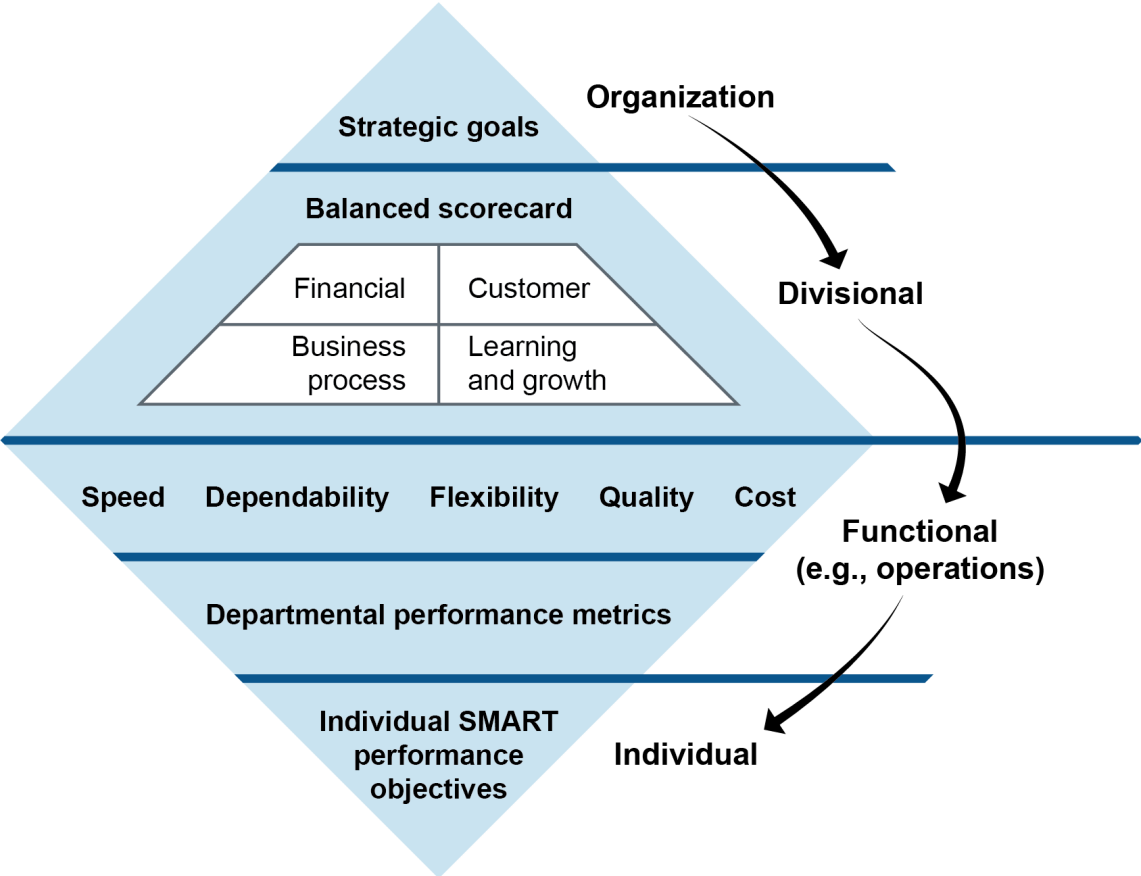 Organization
Strategic goals
Balanced scorecard
Financial
Customer
Business
process
Learning
and growth
Divisional
Speed
Dependability
Flexibility
Quality
Cost
Functional
(e.g., operations)
Departmental performance metrics
Individual SMART
performance
objectives
Individual